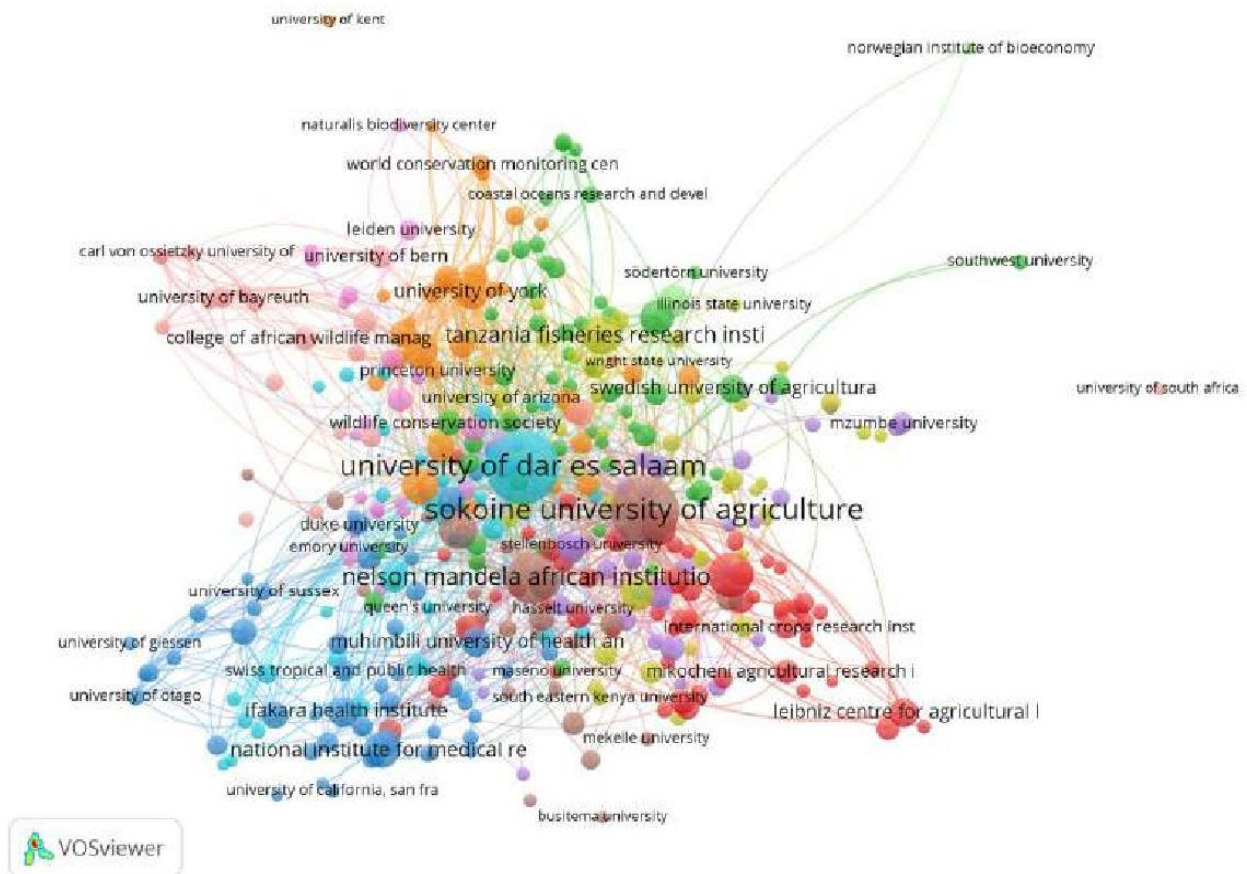 university of kent
norwegian institute of bioeconomy
naturalis biodiversity center
world conservation monitoring cen
coastal oceans research and devel
leiden university
carl von ossietzky university of
university of bern
södertörn university
southwest university
university of bayreuth
university of york
illinois state university
college of african wildlife manag
tanzania fisheries research insti
wright state university
princeton university
swedish university of agricultura
university of south africa
university of arizona
wildlife conservation society
mzumbe university
university of dar es salaam
sokoine university of agriculture
duke university
emory university
stellenbosch university
nelson mandela african institutio
university of sussex
queen's university
hasselt university
international crops research inst
university of giessen
muhimbili university of health an
swiss tropical and public health
maseno university
mikocheni agricultural research i
university of otago
south eastern kenya university
ifakara health institute
leibniz centre for agricultural l
mekelle university
national institute for medical re
university of california, san fra
busitema university
VOSviewer